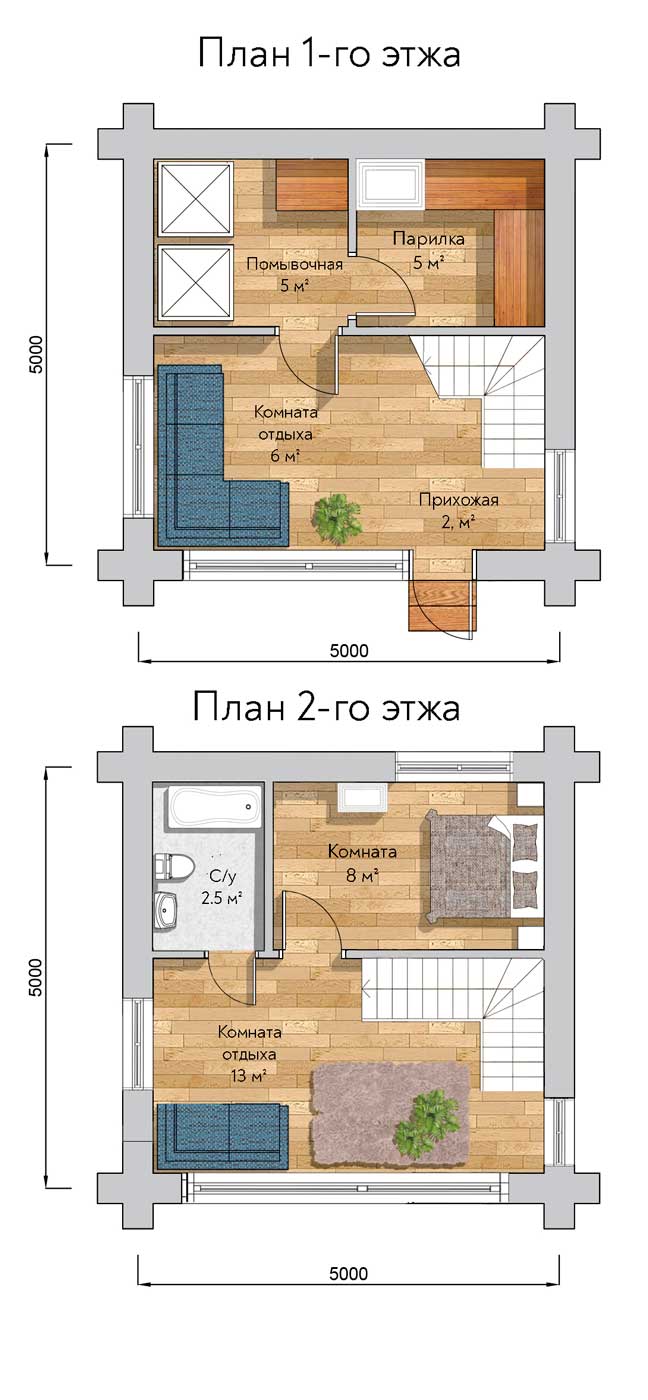 План 1-го этжа
Парилка
5 м²
Помывочная
5 м²
5000
Комната
отдыха
6 м²
Прихожая
2, м²
5000
План 2-го этжа
Комната
8 м²
С/у
2.5 м²
5000
Комната
отдыха
13 м²
5000